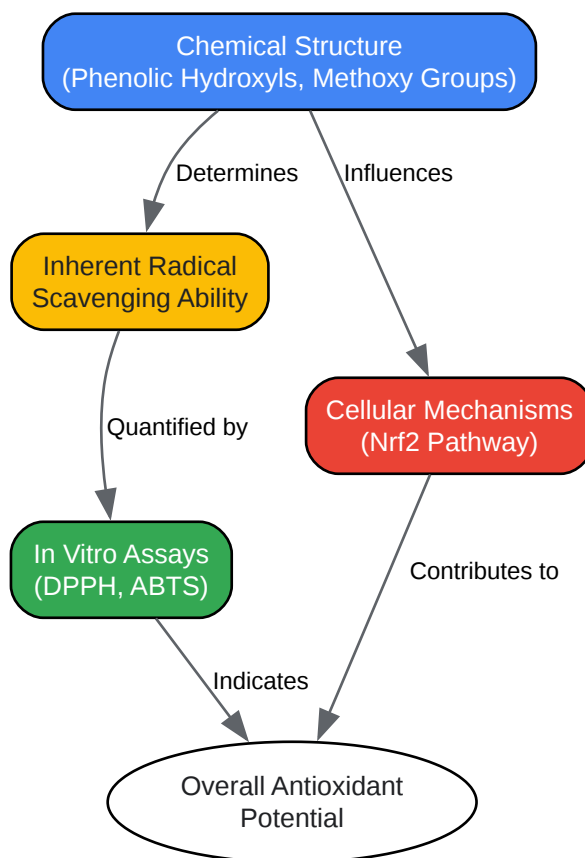 Chemical Structure
(Phenolic Hydroxyls, Methoxy Groups)
Determines
Influences
Inherent Radical
Scavenging Ability
Cellular Mechanisms
(Nrf2 Pathway)
Quantified by
In Vitro Assays
(DPPH, ABTS)
Contributes to
Indicates
Overall Antioxidant
Potential